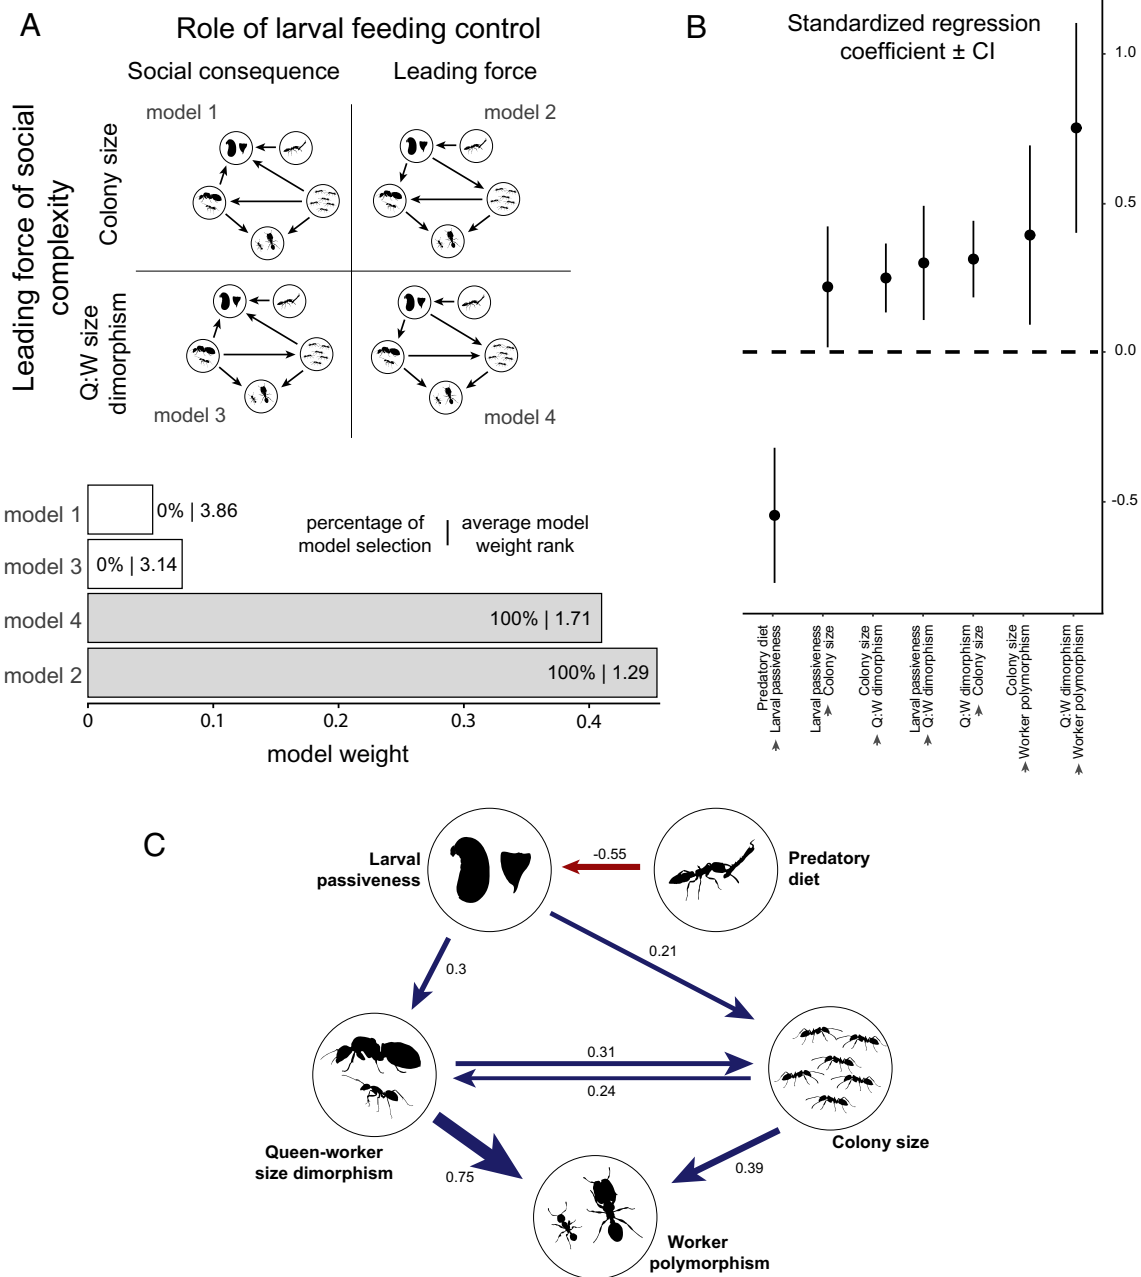 A
Role of larval feeding control
Social consequence
Leading force
Leading force of social
complexity
Colony size
Q:W size
dimorphism
model 1
model 2
model 3
model 4
model 1
0% | 3.86
percentage of
model selection
|
average model
weight rank
model 3
0% | 3.14
model 4
100% | 1.71
model 2
100% | 1.29
0
0.1
0.2
0.3
0.4
model weight
B
Standardized regression
coefficient ± CI
1.0
0.5
0.0
-0.5
Predatory diet
Larval passiveness
Larval passiveness
Colony size
Colony size
Q:W dimorphism
Larval passiveness
Q:W dimorphism
Q:W dimorphism
Colony size
Colony size
Worker polymorphism
Q:W dimorphism
Worker polymorphism
C
Larval
passiveness
-0.55
Predatory
diet
0.3
0.21
0.31
0.24
Queen-worker
size dimorphism
Colony size
0.75
0.39
Worker
polymorphism